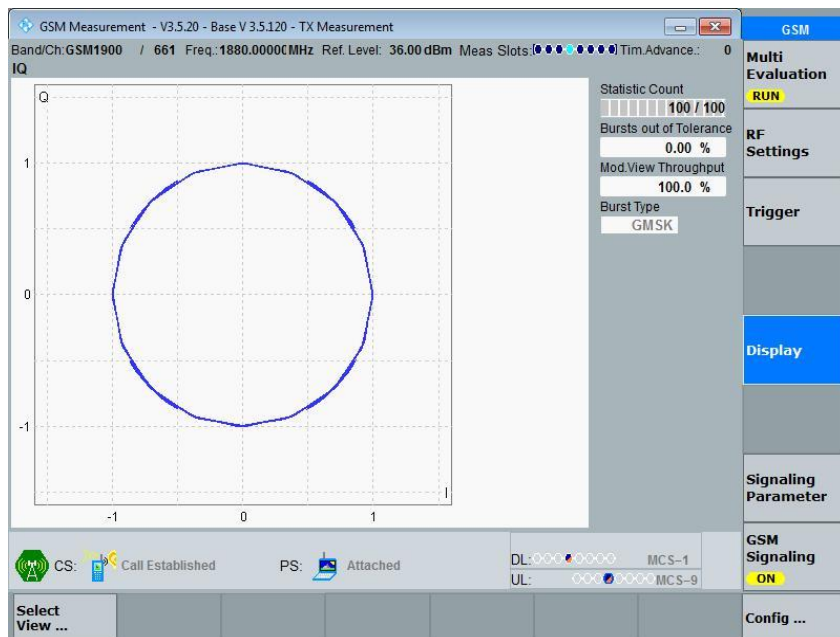 GSM Measurement - V3.5.20 - Base V 3.5.120 - TX Measurement
GSM
Band/Ch:GSM1900 / 661 Freq.:1880.0000 MHz Ref. Level: 36.00 dBm Meas Slots: Tim.Advance.: 0
IQ
Multi
Evaluation
RUN
Statistic Count
100 / 100
Bursts out of Tolerance
0.00 %
Mod.View Throughput
100.0 %
Burst Type
GMSK
RF
Settings
Trigger
Display
Signaling
Parameter
GSM
Signaling
ON
Q
1
0
-1
I
-1 0 1
CS: Call Established PS: Attached
DL: MCS-1
UL: MCS-9
Select
View ...
Config ...